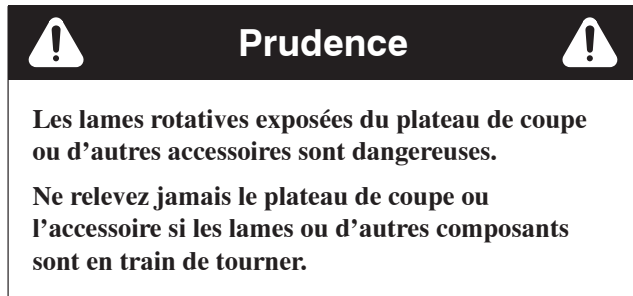 Prudence
Les lames rotatives exposées du plateau de coupe
ou d’autres accessoires sont dangereuses.
Ne relevez jamais le plateau de coupe ou
l’accessoire si les lames ou d’autres composants
sont en train de tourner.